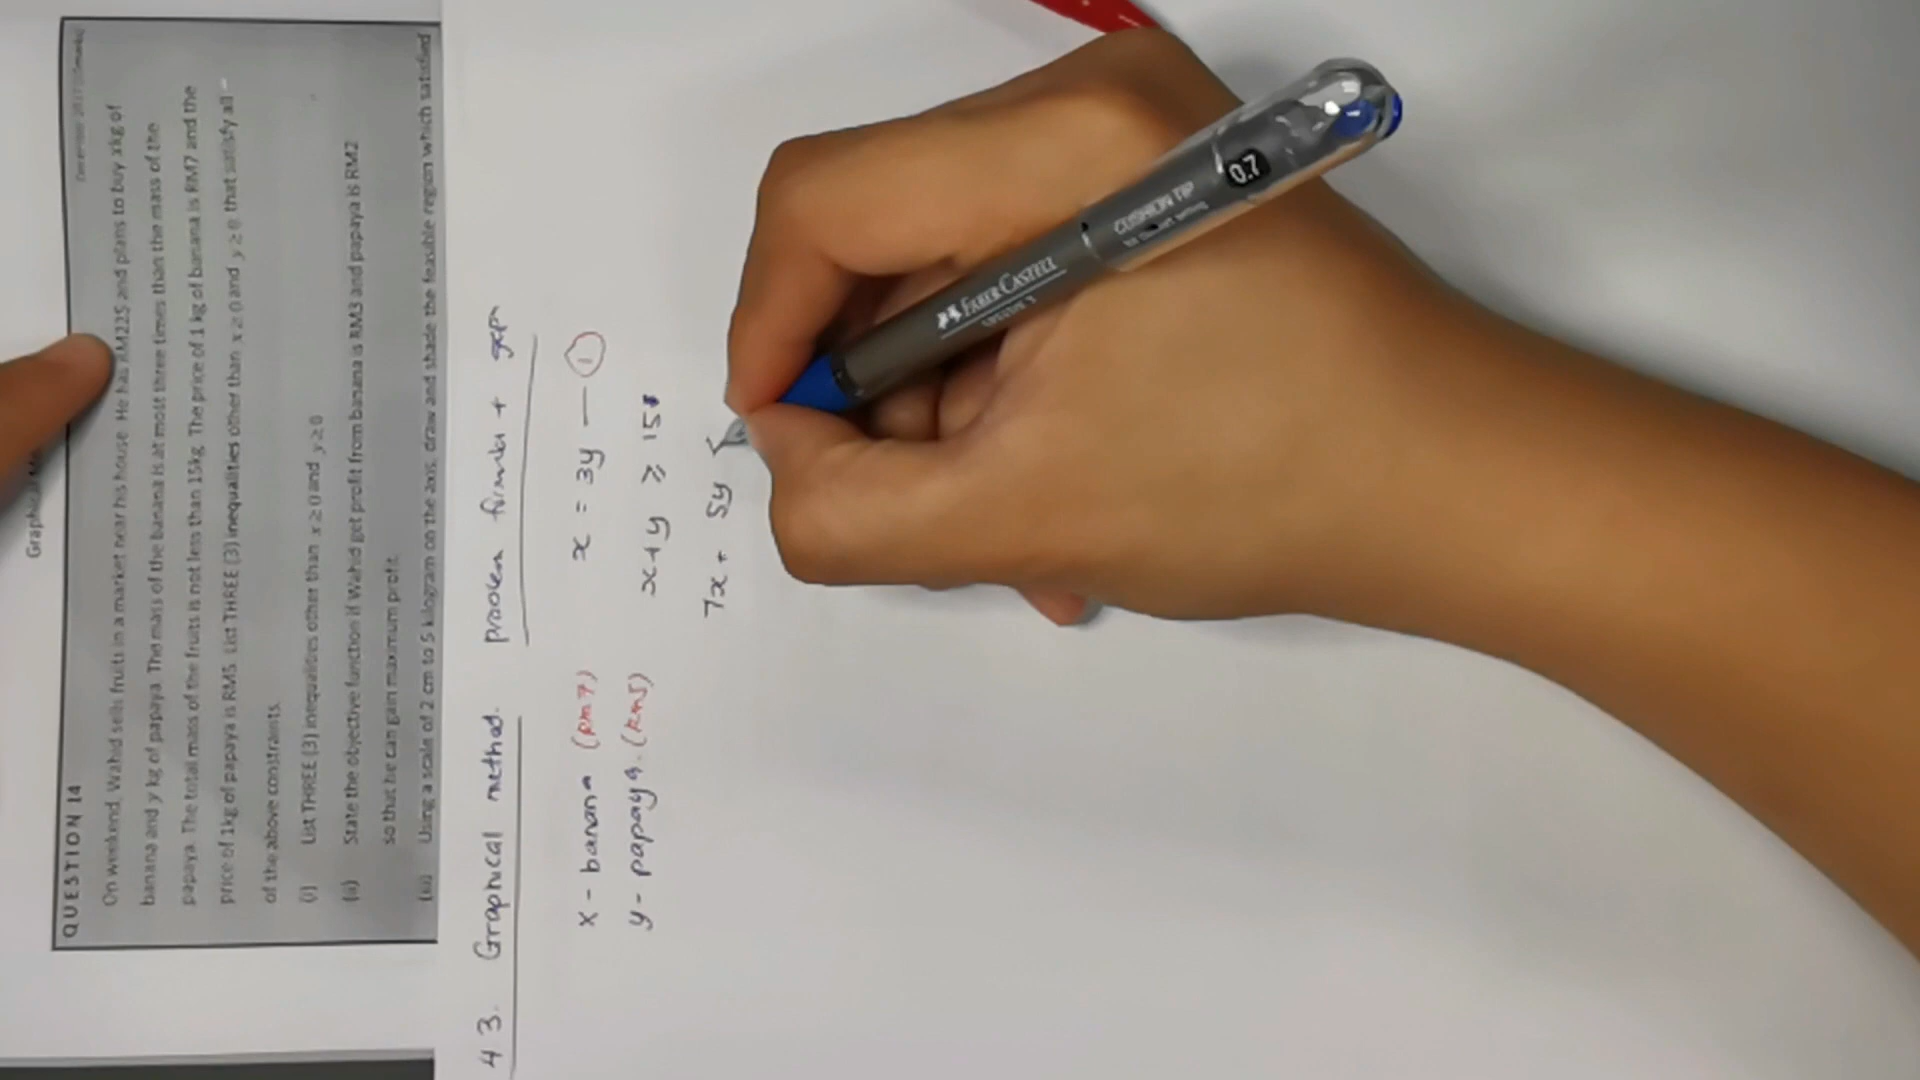 QUESTION 14
On weekend, Wahid sells fruits in a market near his house. He has RM225 and plans to buy x kg of
banana and y kg of papaya. The mass of the banana is at most three times than the mass of the
papaya. The total mass of the fruits is not less than 15kg. The price of 1 kg of banana is RM7 and the
price of 1kg of papaya is RM5. List THREE (3) inequalities other than x ≥ 0 and y ≥ 0 that satisfy all
of the above constraints.
(i) List THREE (3) inequalities other than x ≥ 0 and y ≥ 0
(ii) State the objective function if Wahid get profit from banana is RM3 and papaya is RM2
so that he can gain maximum profit.
(iii) Using a scale of 2 cm to 5 kilogram on the axis, draw and shade the feasible region which satisfied
4 3. Graphical method. problem +
x - banana (RM7) x = 3y — 1
y - papaya. (RM5) x + y ≥ 15
7x + 5y
FABER-CASTELL
CUSHION TIP
0.7